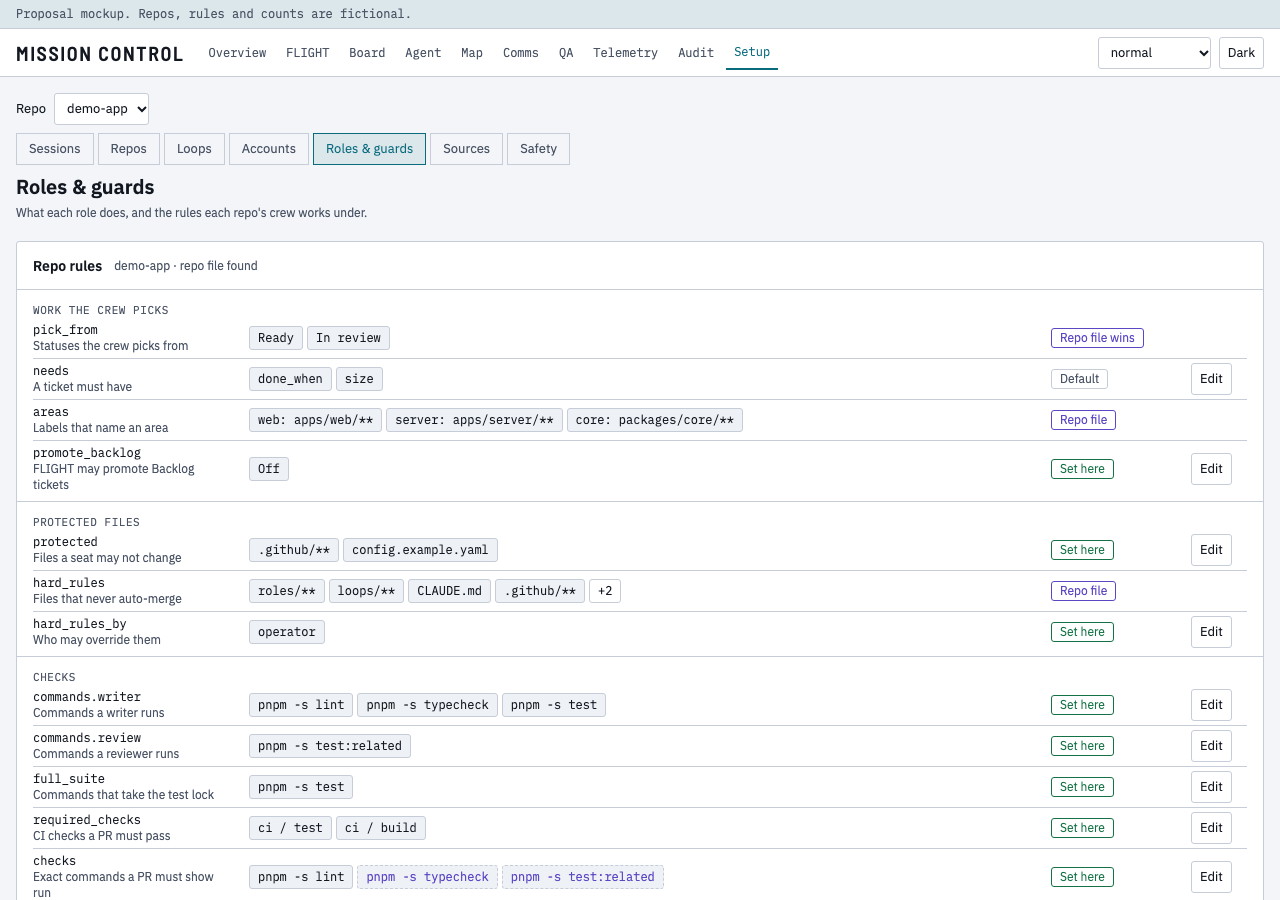 Proposal mockup. Repos, rules and counts are fictional.
MISSION CONTROL Overview FLIGHT Board Agent Map Comms QA Telemetry Audit Setup normal Dark
Repo demo-app
Sessions Repos Loops Accounts Roles & guards Sources Safety
Roles & guards
What each role does, and the rules each repo's crew works under.
Repo rules demo-app · repo file found
WORK THE CREW PICKS
pick_from
Statuses the crew picks from
Ready In review Repo file wins
needs
A ticket must have
done_when size Default Edit
areas
Labels that name an area
web: apps/web/** server: apps/server/** core: packages/core/** Repo file
promote_backlog
FLIGHT may promote Backlog
tickets
Off Set here Edit
PROTECTED FILES
protected
Files a seat may not change
.github/** config.example.yaml Set here Edit
hard_rules
Files that never auto-merge
roles/** loops/** CLAUDE.md .github/** +2 Repo file
hard_rules_by
Who may override them
operator Set here Edit
CHECKS
commands.writer
Commands a writer runs
pnpm -s lint pnpm -s typecheck pnpm -s test Set here Edit
commands.review
Commands a reviewer runs
pnpm -s test:related Set here Edit
full_suite
Commands that take the test lock
pnpm -s test Set here Edit
required_checks
CI checks a PR must pass
ci / test ci / build Set here Edit
checks
Exact commands a PR must show
run
pnpm -s lint pnpm -s typecheck pnpm -s test:related Set here Edit